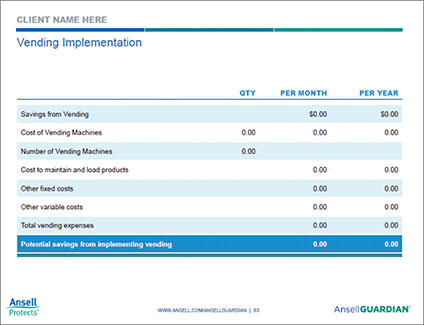 CLIENT NAME HERE
Vending Implementation
QTY PER MONTH PER YEAR
Savings from Vending $0.00 $0.00
Cost of Vending Machines 0.00 0.00 0.00
Number of Vending Machines 0.00
Cost to maintain and load products 0.00 0.00
Other fixed costs 0.00 0.00
Other variable costs 0.00 0.00
Total vending expenses 0.00 0.00
Potential savings from implementing vending 0.00 0.00
Ansell
Protects™
WWW.ANSELL.COM/ANSELLGUARDIAN | 93
AnsellGUARDIAN®